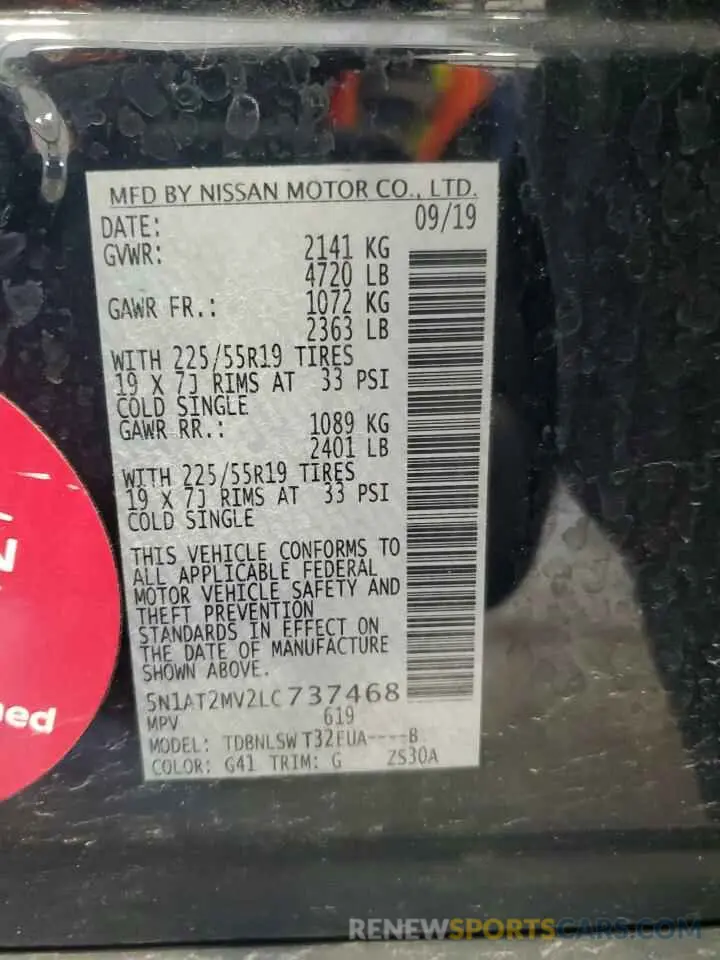 MFD BY NISSAN MOTOR CO., LTD.
DATE: 09/19
GVWR: 2141 KG
4720 LB
GAWR FR.: 1072 KG
2363 LB
WITH 225/55R19 TIRES
19 X 7J RIMS AT 33 PSI
COLD SINGLE
GAWR RR.: 1089 KG
2401 LB
WITH 225/55R19 TIRES
19 X 7J RIMS AT 33 PSI
COLD SINGLE
THIS VEHICLE CONFORMS TO
ALL APPLICABLE FEDERAL
MOTOR VEHICLE SAFETY AND
THEFT PREVENTION
STANDARDS IN EFFECT ON
THE DATE OF MANUFACTURE
SHOWN ABOVE.
5N1AT2MV2LC737468
MPV 619
MODEL: TDBNLSW T32EUA----B
COLOR: G41 TRIM: G ZS30A
N
ned
RENEWSPORTSCARS.COM